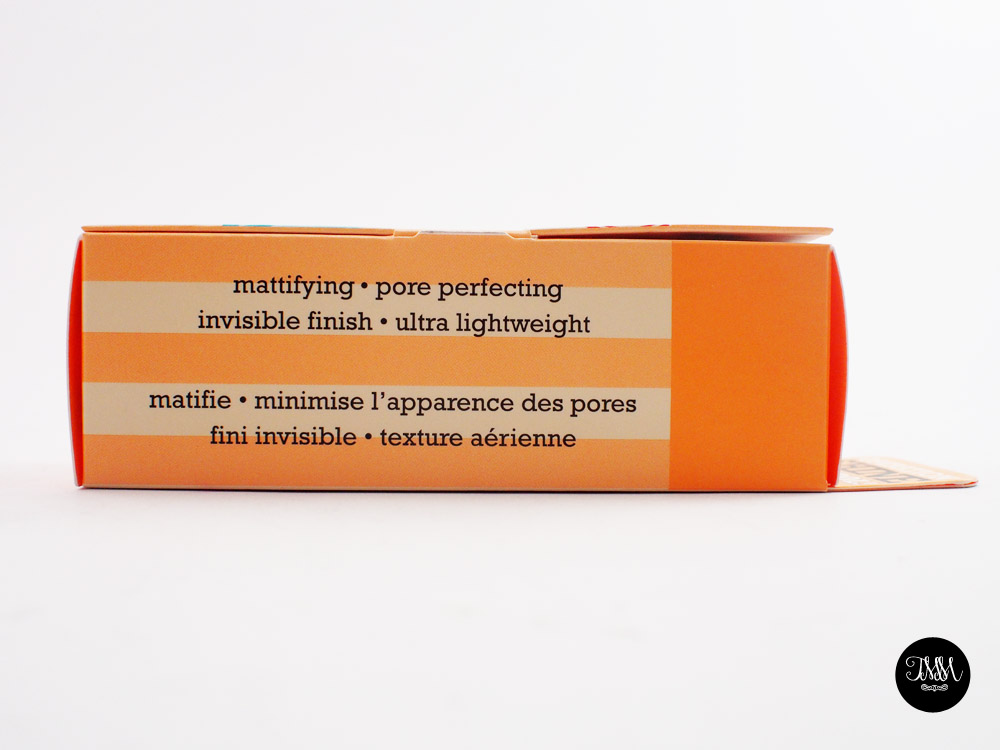 mattifying • pore perfecting
invisible finish • ultra lightweight
matifie • minimise l’apparence des pores
fini invisible • texture aérienne